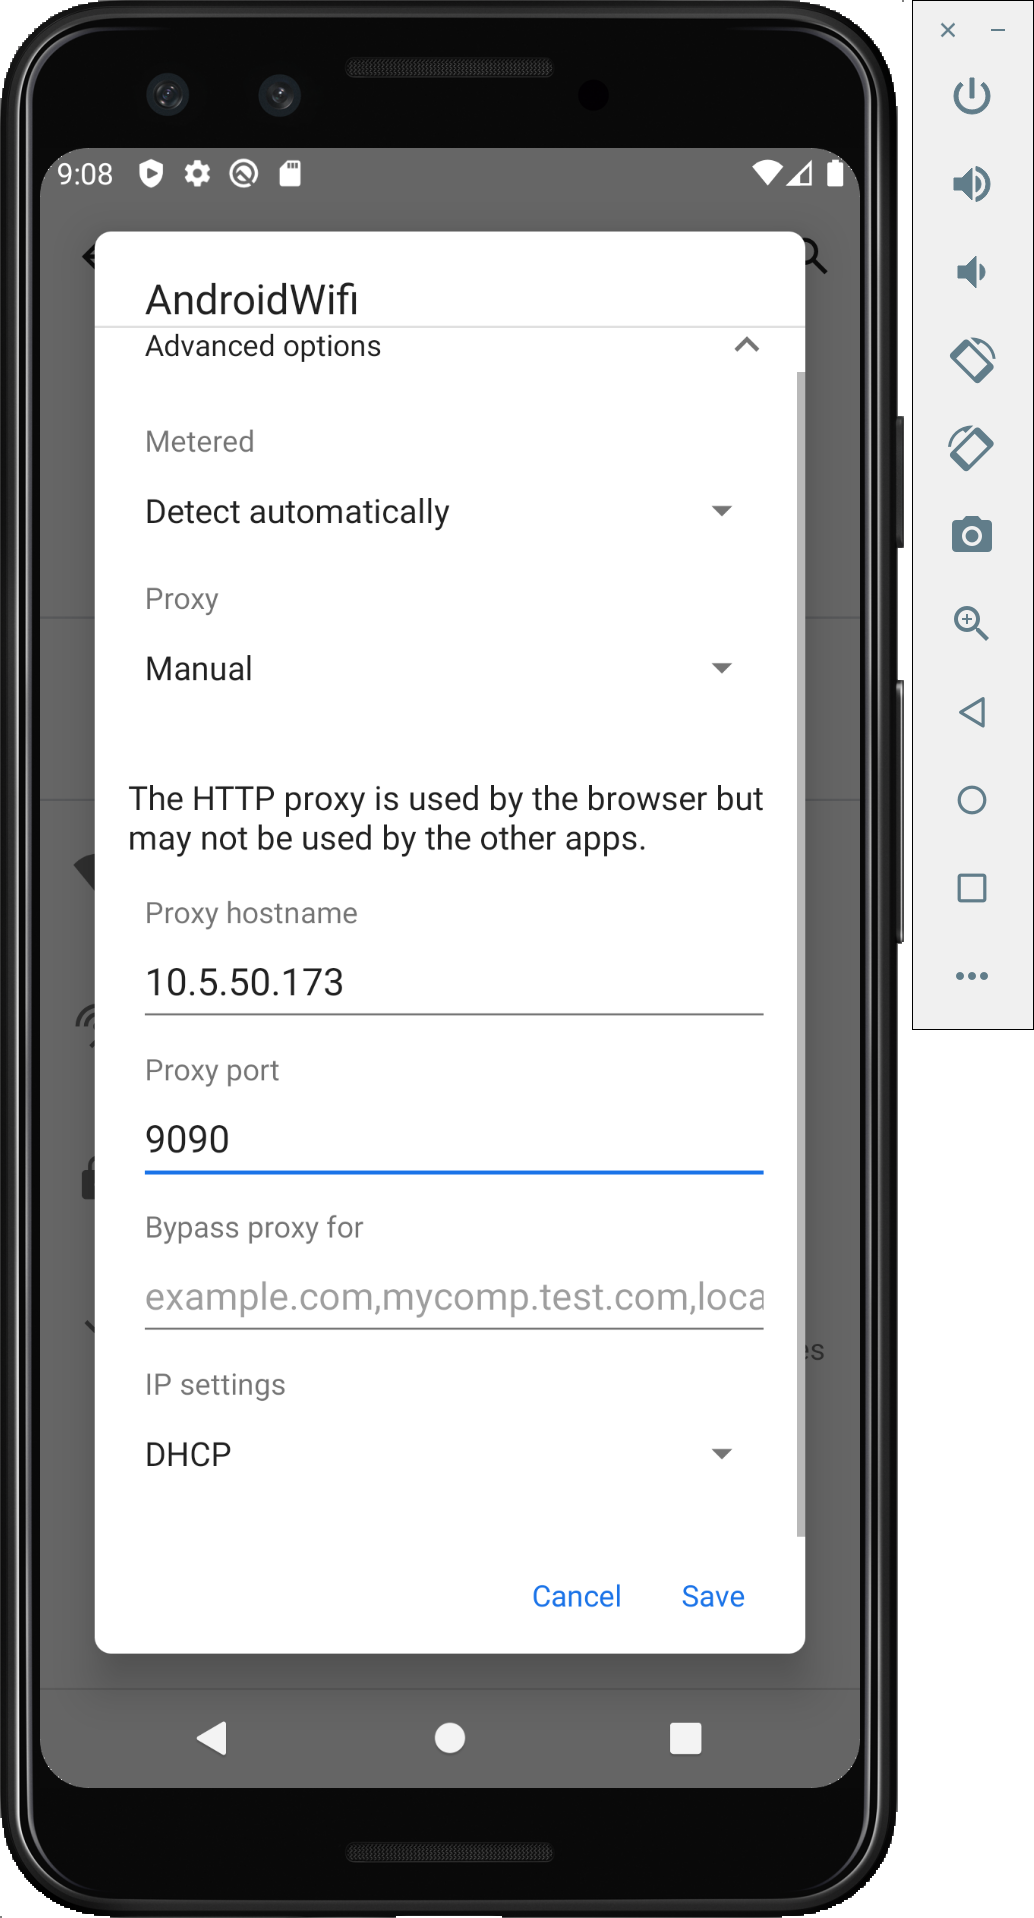 9:08
AndroidWifi
Advanced options
Metered
Detect automatically
Proxy
Manual
The HTTP proxy is used by the browser but
may not be used by the other apps.
Proxy hostname
10.5.50.173
Proxy port
9090
Bypass proxy for
example.com,mycomp.test.com,loca
es
IP settings
DHCP
Cancel
Save